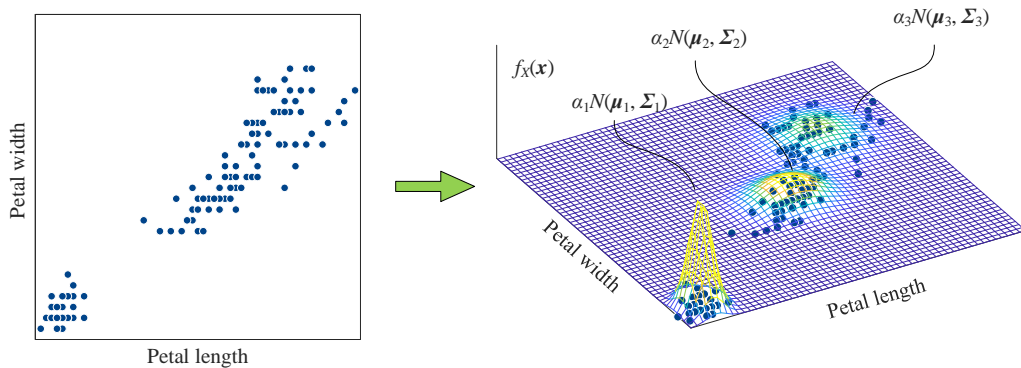 Petal width
Petal length
f_X(x)
α₁N(μ₁, Σ₁)
α₂N(μ₂, Σ₂)
α₃N(μ₃, Σ₃)
Petal width
Petal length